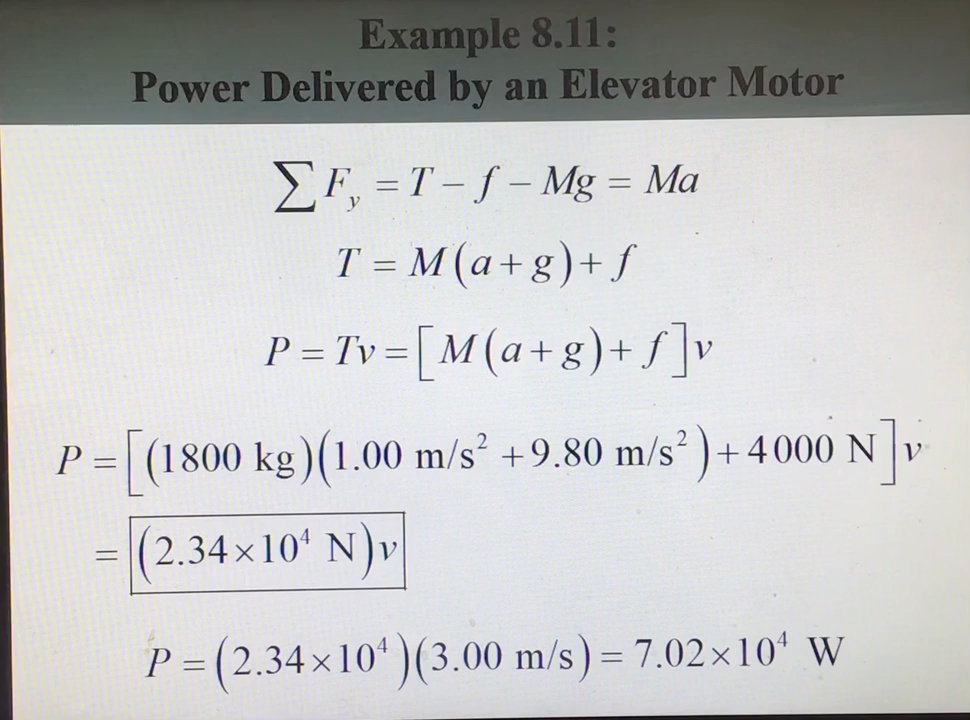 Example 8.11:
Power Delivered by an Elevator Motor
∑F_y = T − f − Mg = Ma
T = M(a + g) + f
P = Tv = [M(a + g) + f]v
P = [(1800 kg)(1.00 m/s² + 9.80 m/s²) + 4000 N]v
= (2.34×10⁴ N)v
P = (2.34×10⁴)(3.00 m/s) = 7.02×10⁴ W